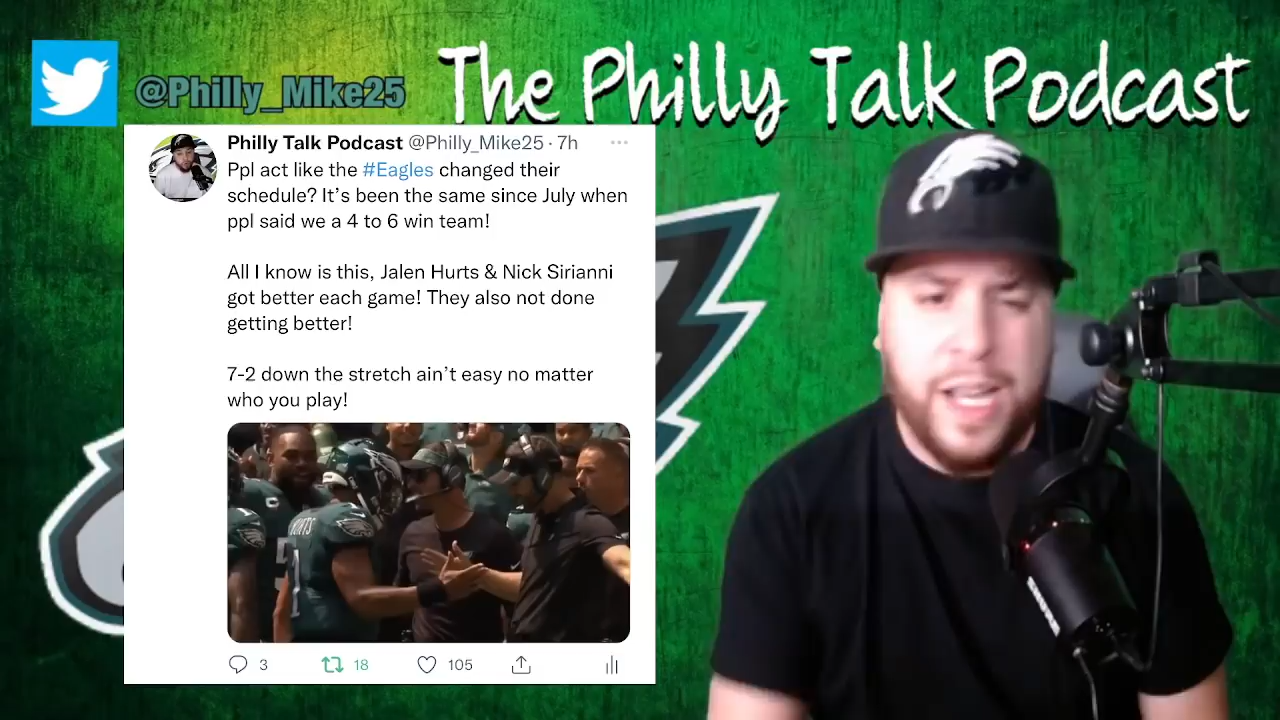 @Philly_Mike25
The Philly Talk Podcast
Philly Talk Podcast @Philly_Mike25 · 7h
Ppl act like the #Eagles changed their
schedule? It’s been the same since July when
ppl said we a 4 to 6 win team!
All I know is this, Jalen Hurts & Nick Sirianni
got better each game! They also not done
getting better!
7-2 down the stretch ain’t easy no matter
who you play!
3 18 105